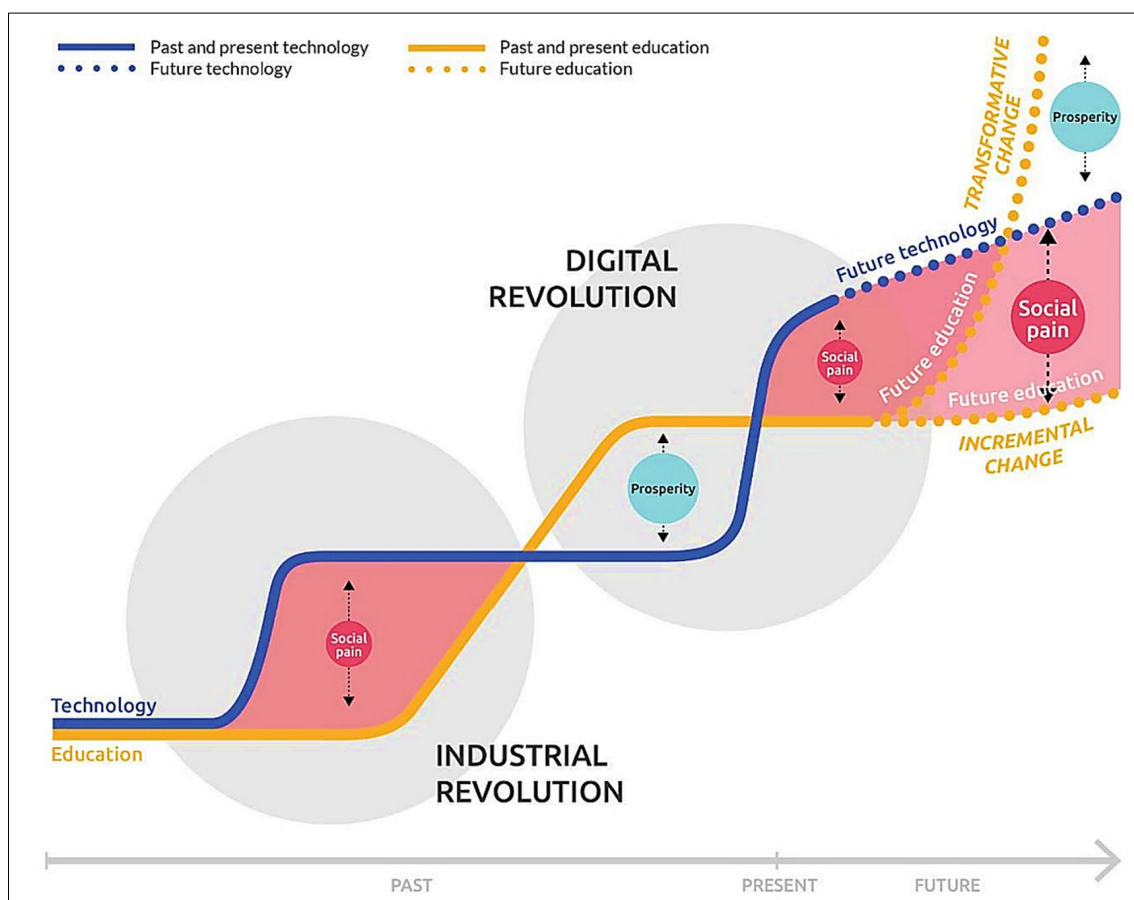 Past and present technology
Future technology
Past and present education
Future education
TRANSFORMATIVE
CHANGE
Prosperity
DIGITAL
REVOLUTION
Future technology
Social
pain
Future education
Social
pain
Future education
INCREMENTAL
CHANGE
Prosperity
Social
pain
Technology
Education
INDUSTRIAL
REVOLUTION
PAST
PRESENT
FUTURE